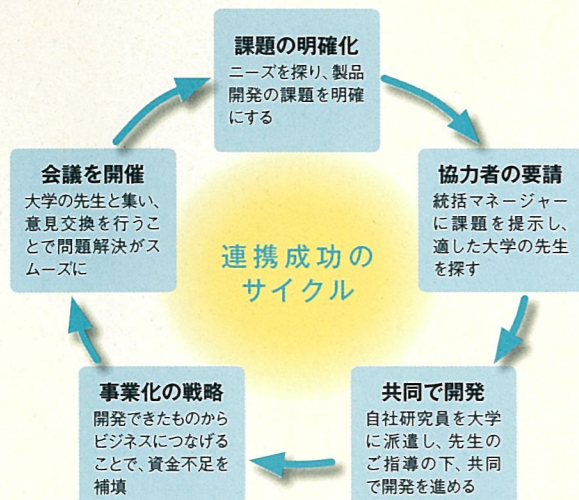 課題の明確化
ニーズを探り、製品
開発の課題を明確
にする
協力者の要請
統括マネージャー
に課題を提示し、
適した大学の先生
を探す
共同で開発
自社研究員を大学
に派遣し、先生の
ご指導の下、共同
で開発を進める
事業化の戦略
開発できたものから
ビジネスにつなげる
ことで、資金不足を
補填
会議を開催
大学の先生と集い、
意見交換を行うこ
とで問題解決がス
ムーズに
連携成功の
サイクル